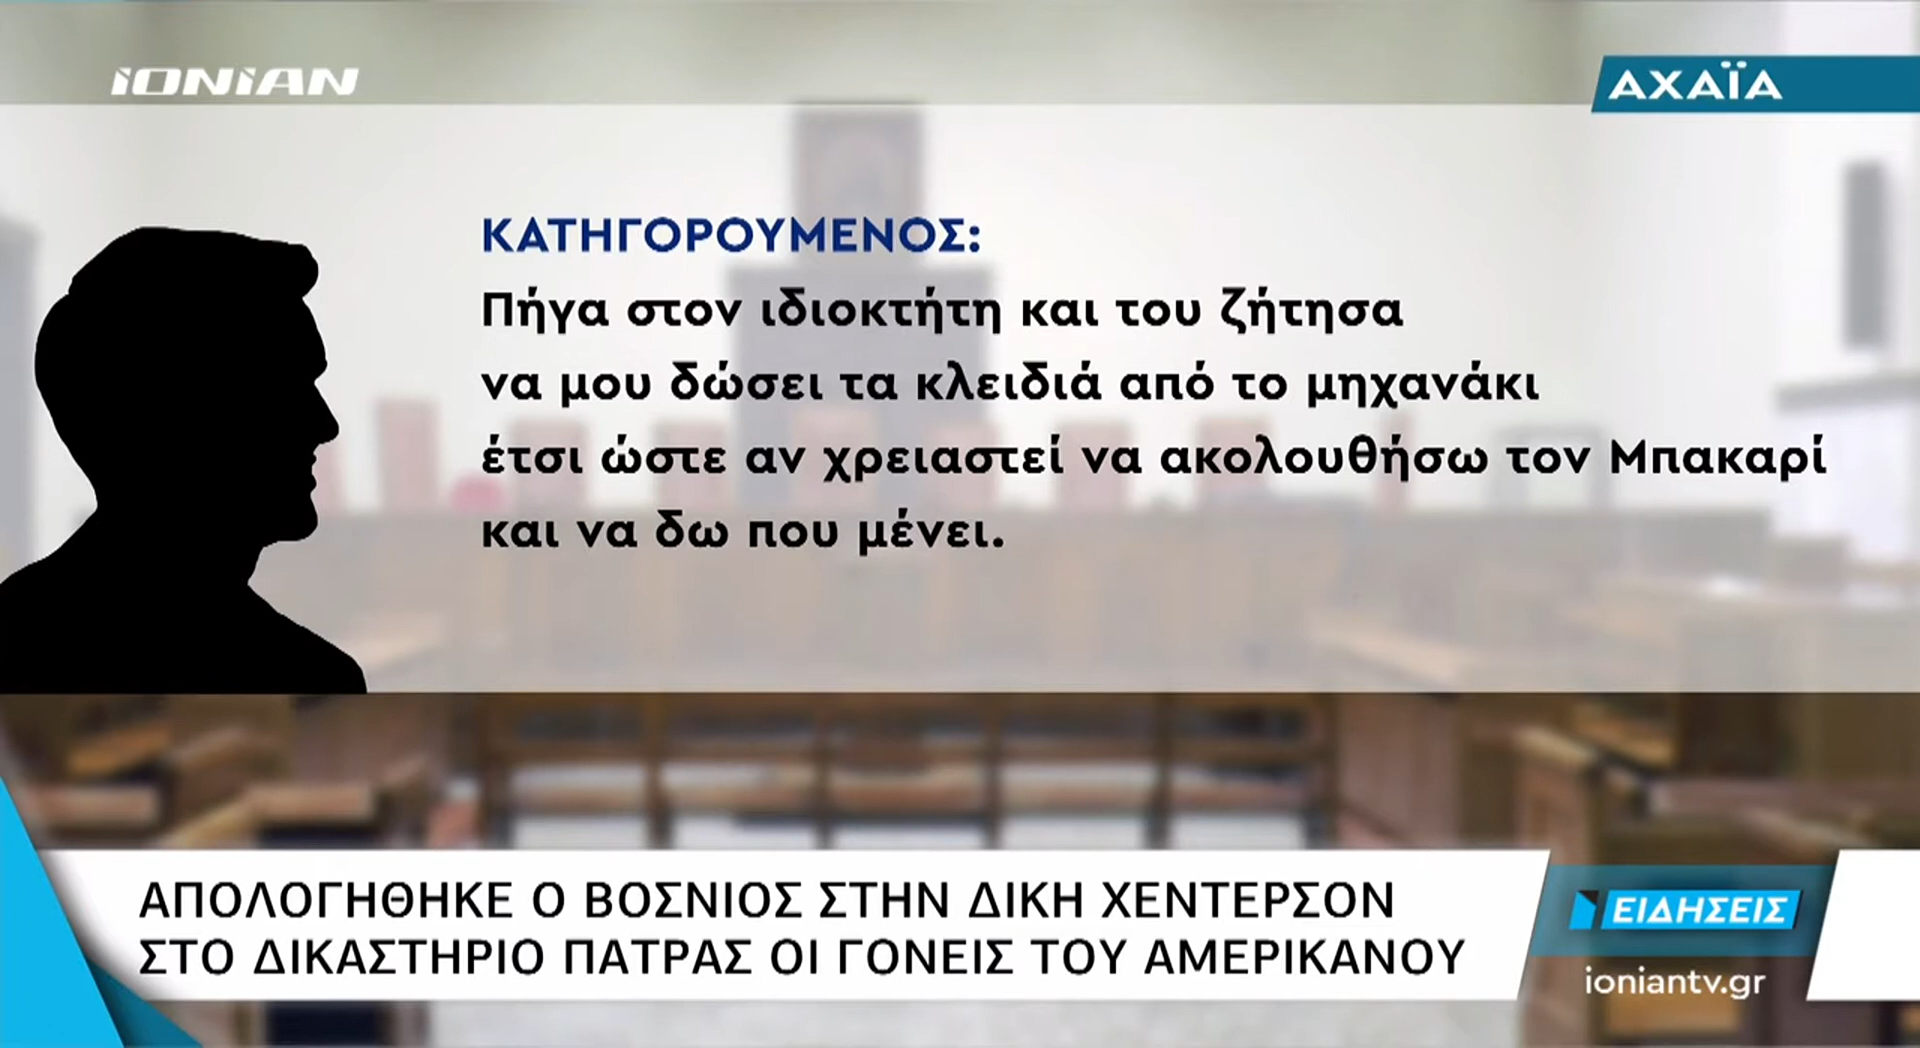 IONIAN
ΑΧΑΪΑ
ΚΑΤΗΓΟΡΟΥΜΕΝΟΣ:
Πήγα στον ιδιοκτήτη και του ζήτησα
να μου δώσει τα κλειδιά από το μηχανάκι
έτσι ώστε αν χρειαστεί να ακολουθήσω τον Μπακαρί
και να δω που μένει.
ΑΠΟΛΟΓΗΘΗΚΕ Ο ΒΟΣΝΙΟΣ ΣΤΗΝ ΔΙΚΗ ΧΕΝΤΕΡΣΟΝ
ΣΤΟ ΔΙΚΑΣΤΗΡΙΟ ΠΑΤΡΑΣ ΟΙ ΓΟΝΕΙΣ ΤΟΥ ΑΜΕΡΙΚΑΝΟΥ
ΕΙΔΗΣΕΙΣ
ioniantv.gr